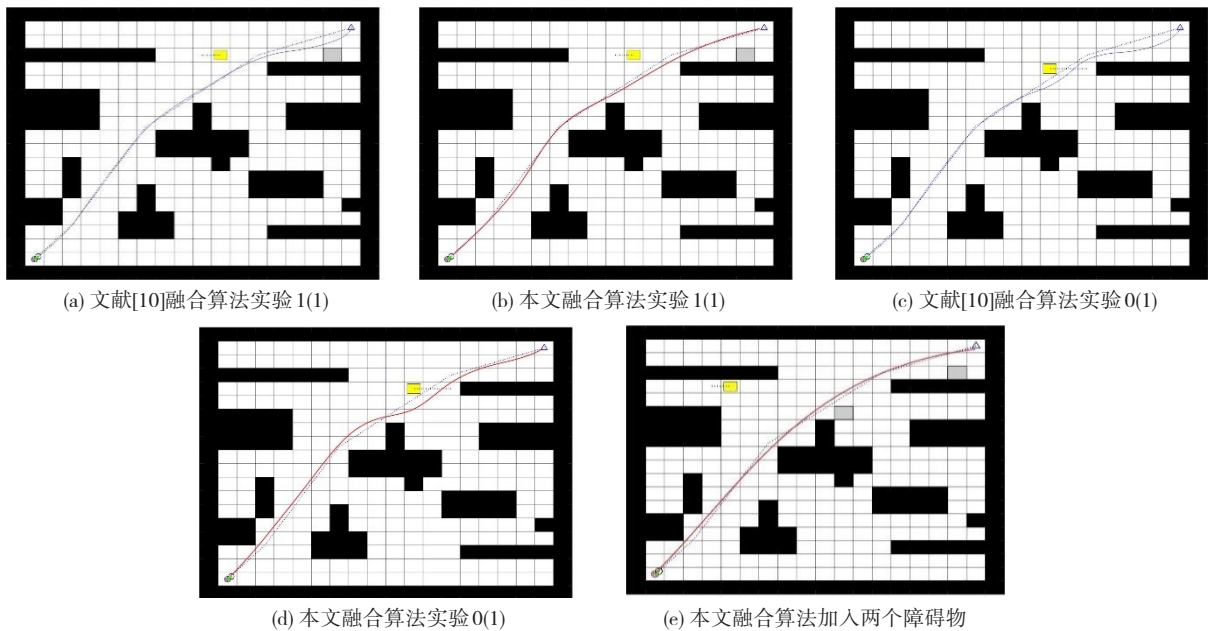 (a) 文献[10]融合算法实验1(1)
(b) 本文融合算法实验1(1)
(c) 文献[10]融合算法实验0(1)
(d) 本文融合算法实验0(1)
(e) 本文融合算法加入两个障碍物